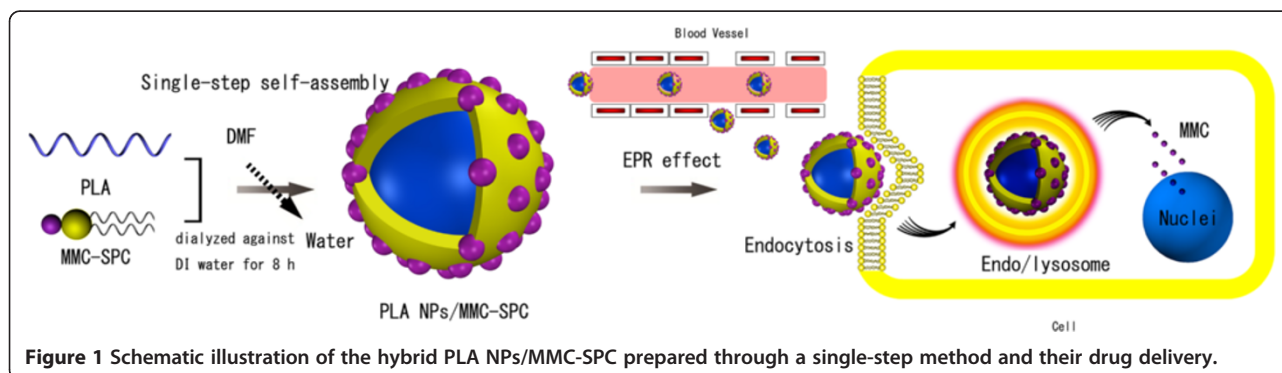 Blood Vessel
Single-step self-assembly
DMF
PLA
MMC-SPC
dialyzed against
DI water for 8 h
Water
PLA NPs/MMC-SPC
EPR effect
Endocytosis
Endo/lysosome
MMC
Nuclei
Cell
Figure 1 Schematic illustration of the hybrid PLA NPs/MMC-SPC prepared through a single-step method and their drug delivery.